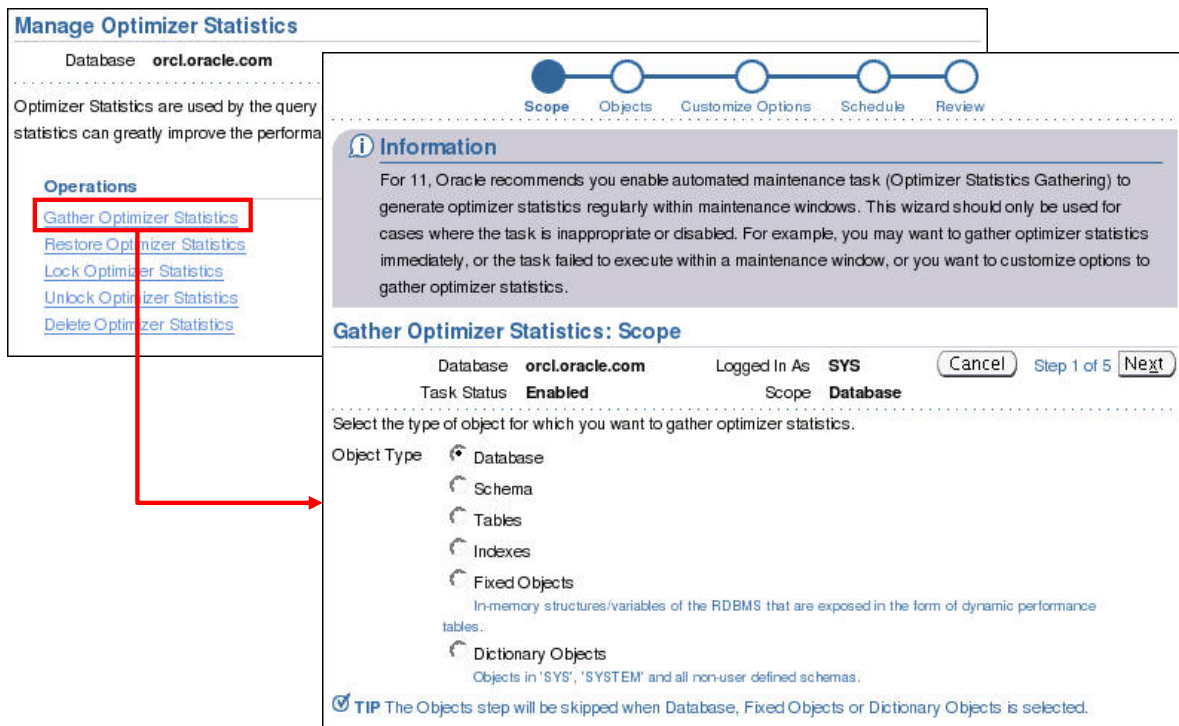 Manage Optimizer Statistics
Database orcl.oracle.com
Optimizer Statistics are used by the query
statistics can greatly improve the performa
Operations
Gather Optimizer Statistics
Restore Optimizer Statistics
Lock Optimizer Statistics
Unlock Optimizer Statistics
Delete Optimizer Statistics
Scope Objects Customize Options Schedule Review
Information
For 11, Oracle recommends you enable automated maintenance task (Optimizer Statistics Gathering) to
generate optimizer statistics regularly within maintenance windows. This wizard should only be used for
cases where the task is inappropriate or disabled. For example, you may want to gather optimizer statistics
immediately, or the task failed to execute within a maintenance window, or you want to customize options to
gather optimizer statistics.
Gather Optimizer Statistics: Scope
Database orcl.oracle.com Logged In As SYS Cancel Step 1 of 5 Next
Task Status Enabled Scope Database
Select the type of object for which you want to gather optimizer statistics.
Object Type Database
Schema
Tables
Indexes
Fixed Objects
In-memory structures/variables of the RDBMS that are exposed in the form of dynamic performance
tables.
Dictionary Objects
Objects in 'SYS', 'SYSTEM' and all non-user defined schemas.
TIP The Objects step will be skipped when Database, Fixed Objects or Dictionary Objects is selected.